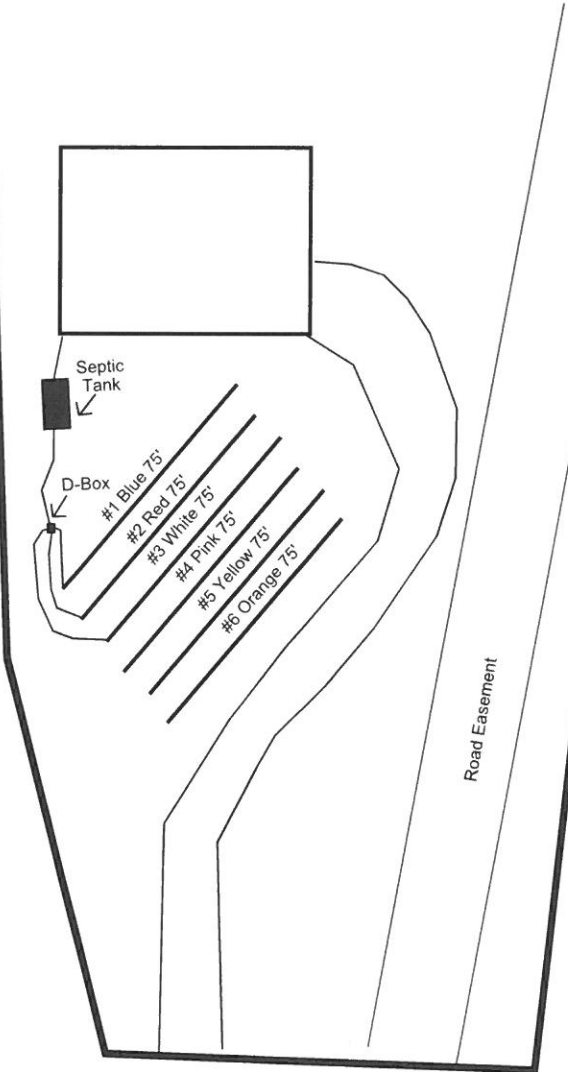 Septic
Tank
D-Box
#1 Blue 75'
#2 Red 75'
#3 White 75'
#4 Pink 75'
#5 Yellow 75'
#6 Orange 75'
Road Easement